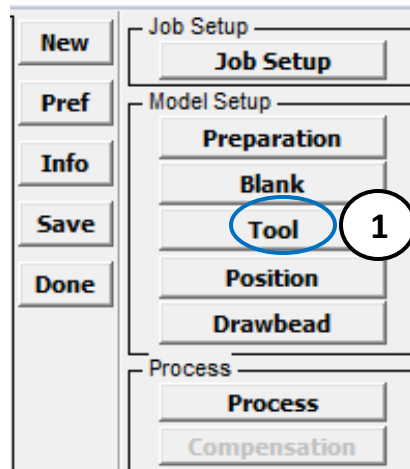 New
Pref
Info
Save
Done
Job Setup
Job Setup
Model Setup
Preparation
Blank
Tool
1
Position
Drawbead
Process
Process
Compensation